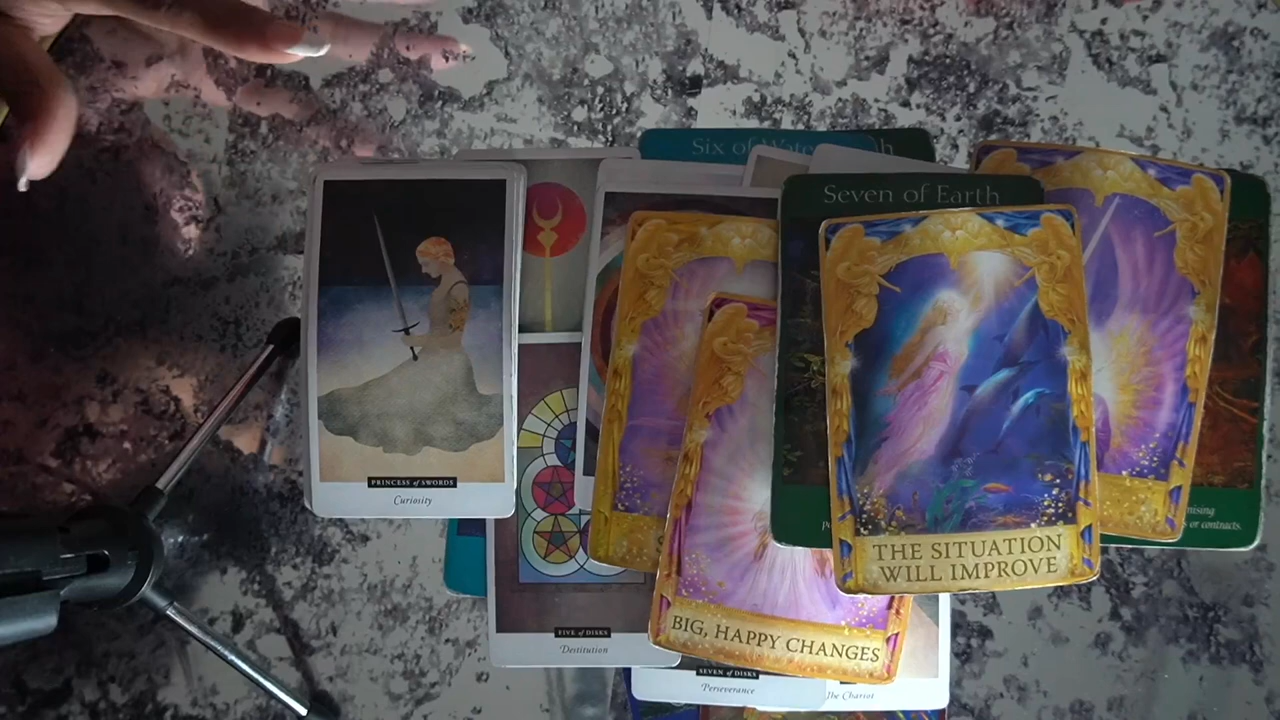 Six of Water
Seven of Earth
PRINCESS of SWORDS
Curiosity
THE SITUATION
WILL IMPROVE
BIG, HAPPY CHANGES
FIVE of DISKS
Destitution
SEVEN of DISKS
Perseverance
The Chariot
s or contracts.